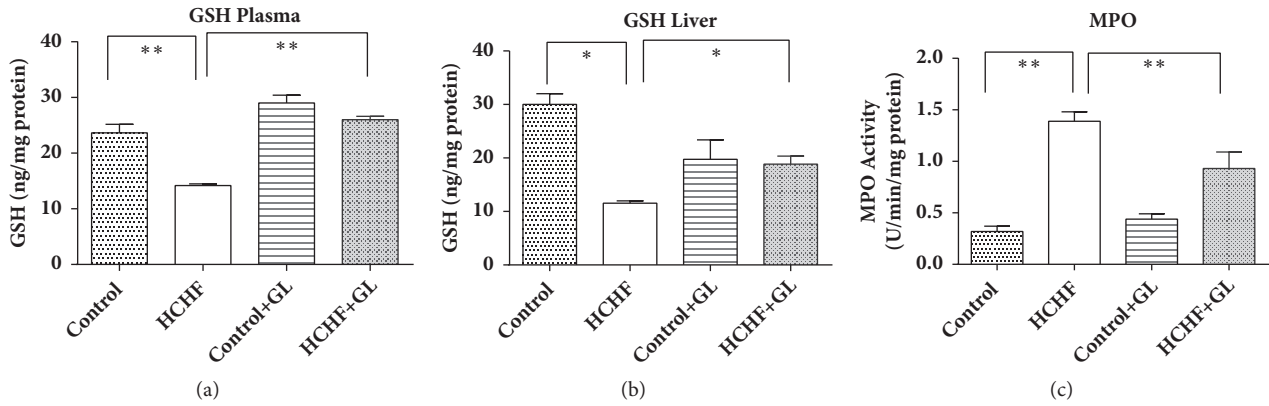 GSH Plasma
GSH (ng/mg protein)
40
30
20
10
0
**
**
Control
HCHF
Control+GL
HCHF+GL
(a)
GSH Liver
GSH (ng/mg protein)
40
30
20
10
0
*
*
Control
HCHF
Control+GL
HCHF+GL
(b)
MPO
MPO Activity
(U/min/mg protein)
2.0
1.5
1.0
0.5
0.0
**
**
Control
HCHF
Control+GL
HCHF+GL
(c)